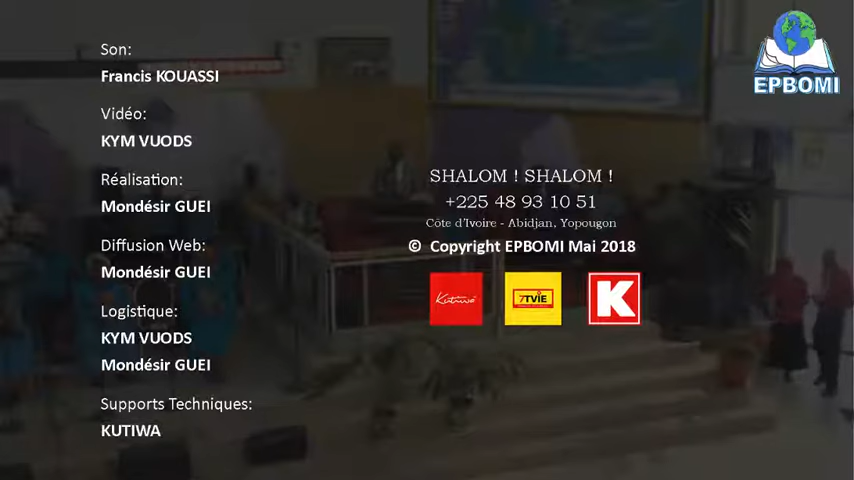 Son:
Francis KOUASSI
Vidéo:
KYM VUODS
Réalisation:
Mondésir GUEI
Diffusion Web:
Mondésir GUEI
Logistique:
KYM VUODS
Mondésir GUEI
Supports Techniques:
KUTIWA
SHALOM ! SHALOM !
+225 48 93 10 51
Côte d'Ivoire - Abidjan, Yopougon
© Copyright EPBOMI Mai 2018
Kutiwa
7TVIE
K
EPBOMI